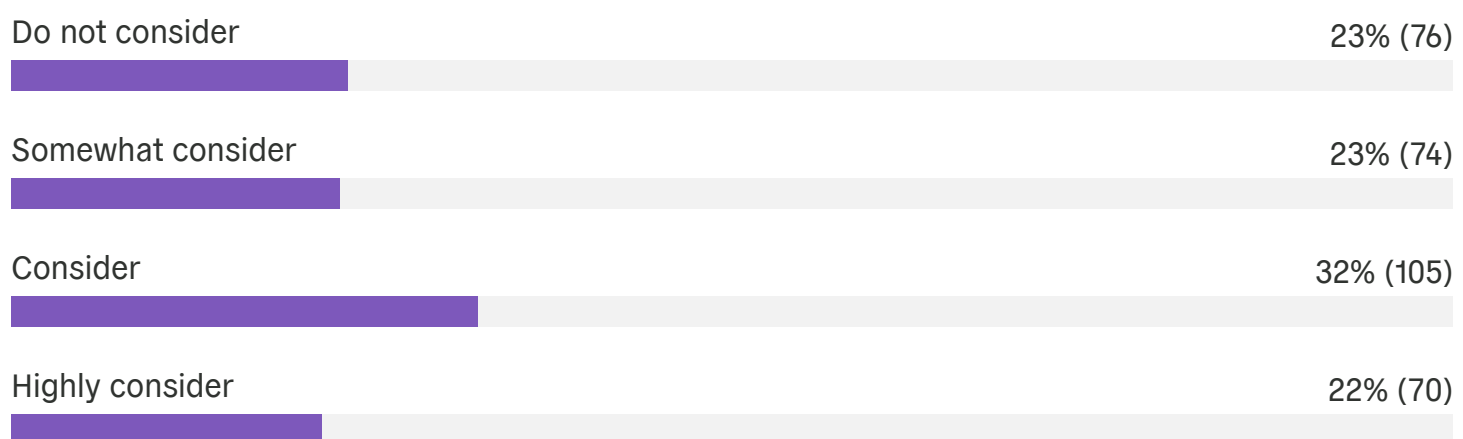 Do not consider 23% (76)
Somewhat consider 23% (74)
Consider 32% (105)
Highly consider 22% (70)